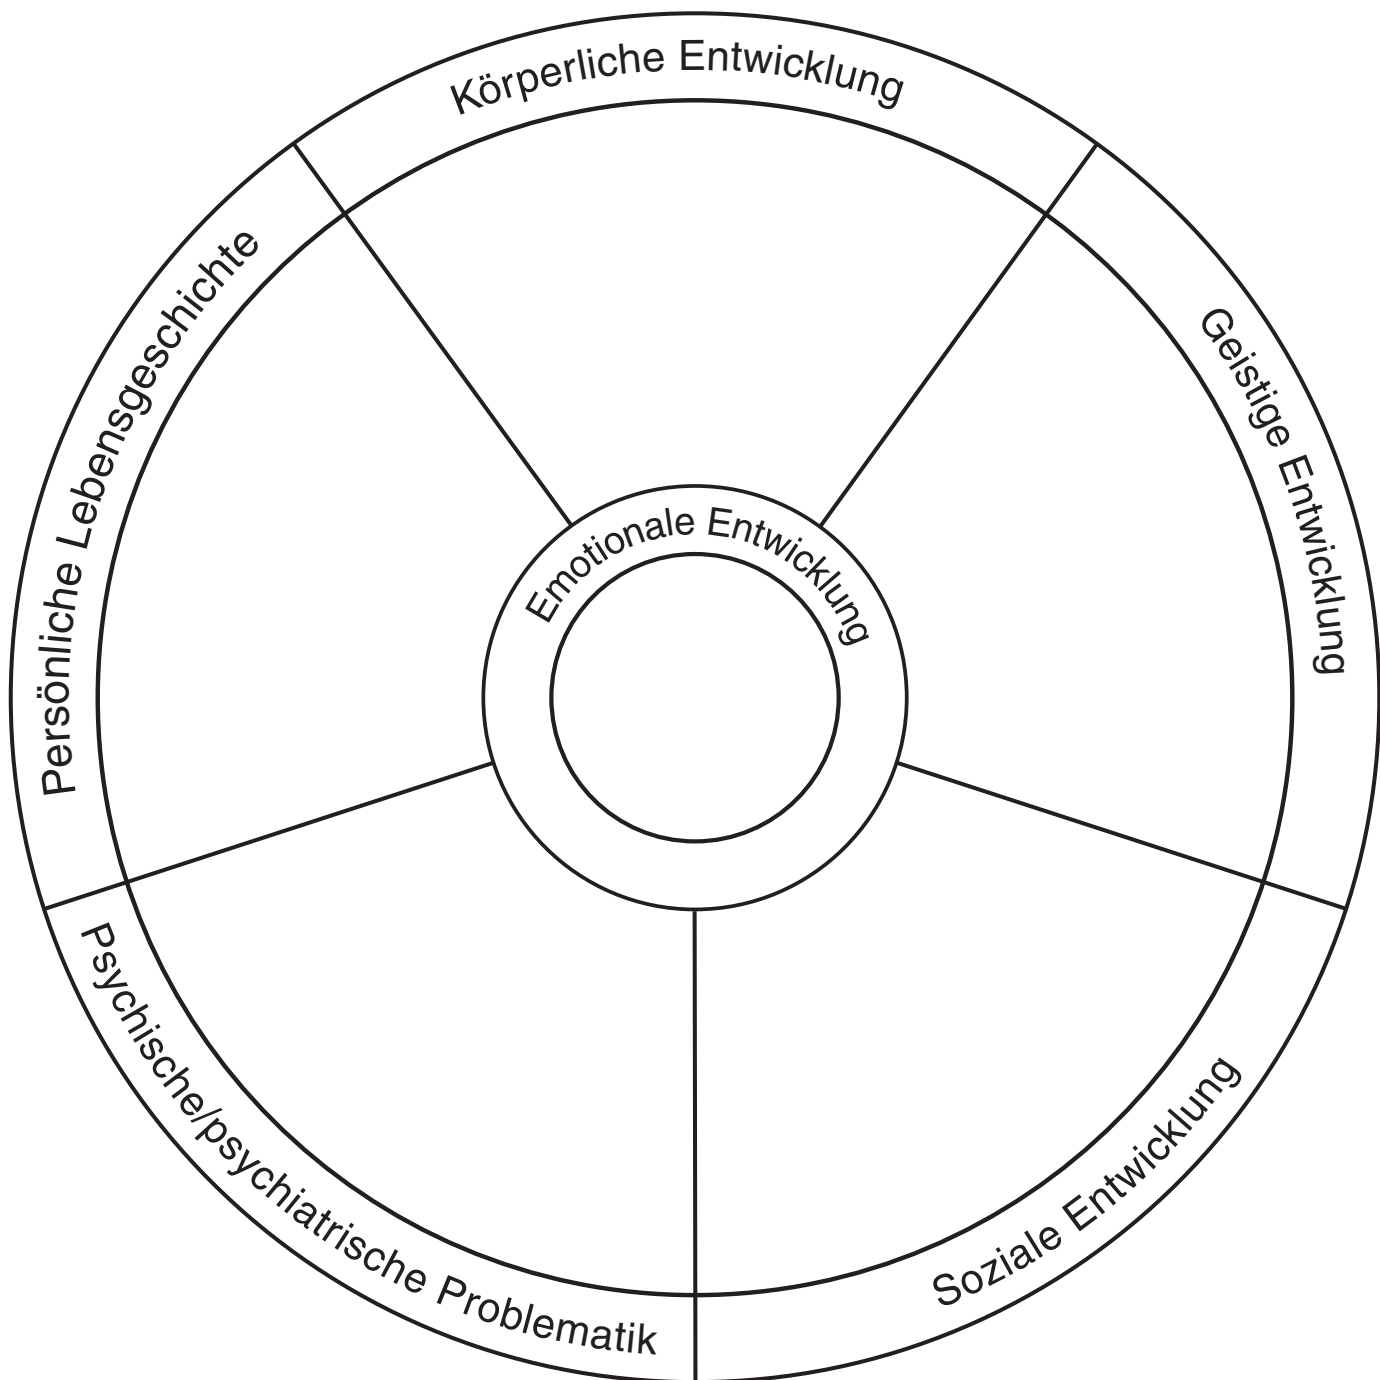 Körperliche Entwicklung
Geistige Entwicklung
Soziale Entwicklung
Psychische/psychiatrische Problematik
Persönliche Lebensgeschichte
Emotionale Entwicklung